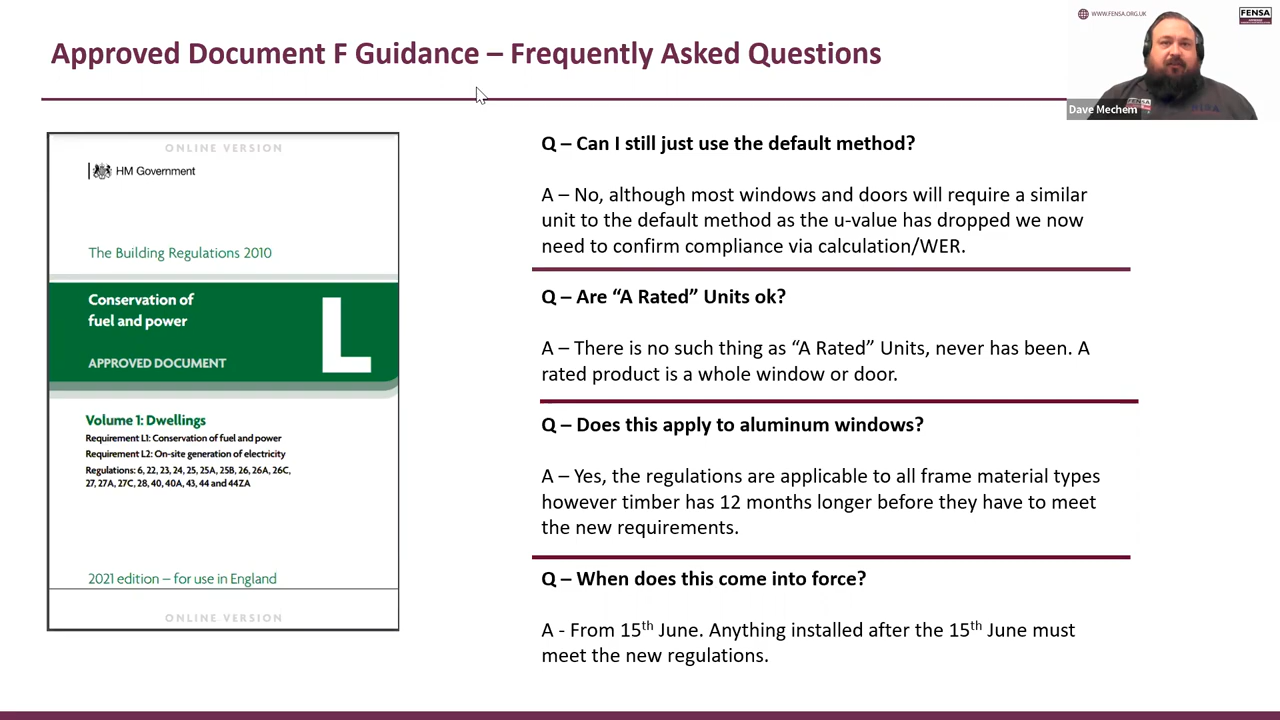 Approved Document F Guidance – Frequently Asked Questions
WWW.FENSA.ORG.UK
FENSA
Dave Mechem
ONLINE VERSION
HM Government
The Building Regulations 2010
Conservation of
fuel and power
L
APPROVED DOCUMENT
Volume 1: Dwellings
Requirement L1: Conservation of fuel and power
Requirement L2: On-site generation of electricity
Regulations: 6, 22, 23, 24, 25, 25A, 25B, 26, 26A, 26C,
27, 27A, 27C, 28, 40, 40A, 43, 44 and 44ZA
2021 edition – for use in England
ONLINE VERSION
Q – Can I still just use the default method?
A – No, although most windows and doors will require a similar
unit to the default method as the u-value has dropped we now
need to confirm compliance via calculation/WER.
Q – Are “A Rated” Units ok?
A – There is no such thing as “A Rated” Units, never has been. A
rated product is a whole window or door.
Q – Does this apply to aluminum windows?
A – Yes, the regulations are applicable to all frame material types
however timber has 12 months longer before they have to meet
the new requirements.
Q – When does this come into force?
A - From 15th June. Anything installed after the 15th June must
meet the new regulations.